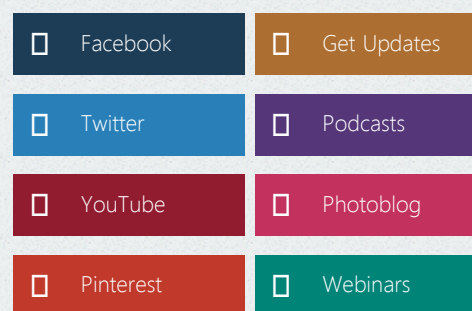 Facebook
Get Updates
Twitter
Podcasts
YouTube
Photoblog
Pinterest
Webinars